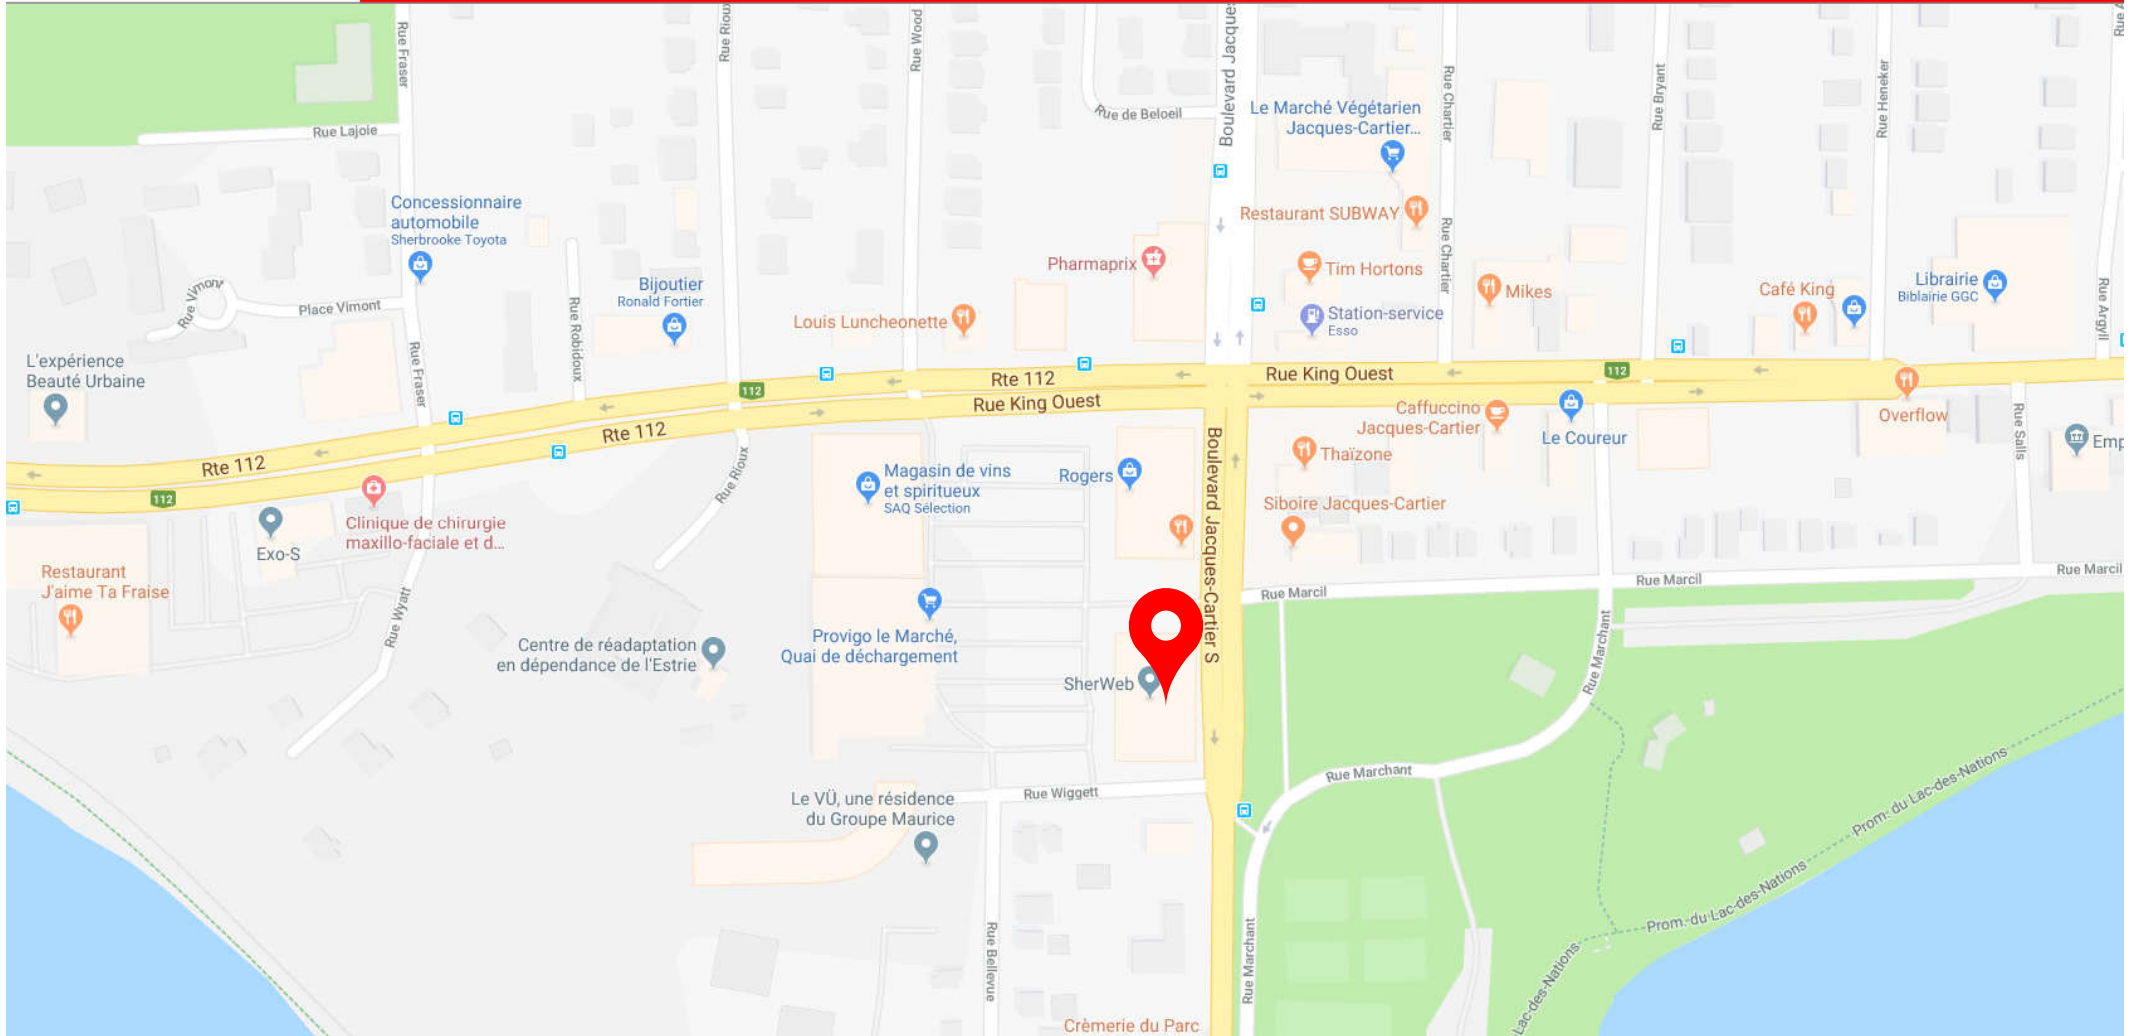 Rue Fraser
Rue Rioux
Rue Wood
Boulevard Jacques
Rue de Beloeil
Rue Lajoie
Le Marché Végétarien
Jacques-Cartier...
Rue Chartier
Rue Bryant
Rue Heneker
Concessionnaire
automobile
Sherbrooke Toyota
Restaurant SUBWAY
Rue Chartier
Pharmaprix
Tim Hortons
Mikes
Café King
Librairie
Biblairie GGC
Rue Argyll
Rue Vimont
Place Vimont
Rue Robidoux
Bijoutier
Ronald Fortier
Louis Luncheonette
Station-service
Esso
L'expérience
Beauté Urbaine
Rue Fraser
112
Rte 112
Rue King Ouest
112
Rue King Ouest
Rte 112
Rte 112
112
Caffuccino
Jacques-Cartier
Le Coureur
Overflow
Rue Salls
Emp
Thaïzone
Boulevard Jacques-Cartier S
Rogers
Magasin de vins
et spiritueux
SAQ Sélection
Rue Rioux
Siboire Jacques-Cartier
Clinique de chirurgie
maxillo-faciale et d...
Exo-S
Restaurant
J'aime Ta Fraise
Rue Wyatt
Rue Marcil
Rue Marcil
Rue Marcil
Centre de réadaptation
en dépendance de l'Estrie
Provigo le Marché,
Quai de déchargement
SherWeb
Rue Marchant
Rue Marchant
Rue Wiggett
Le VÜ, une résidence
du Groupe Maurice
Prom. du Lac-des-Nations
Prom. du Lac-des-Nations
Lac-des-Nations
Rue Bellevue
Rue Marchant
Crèmerie du Parc